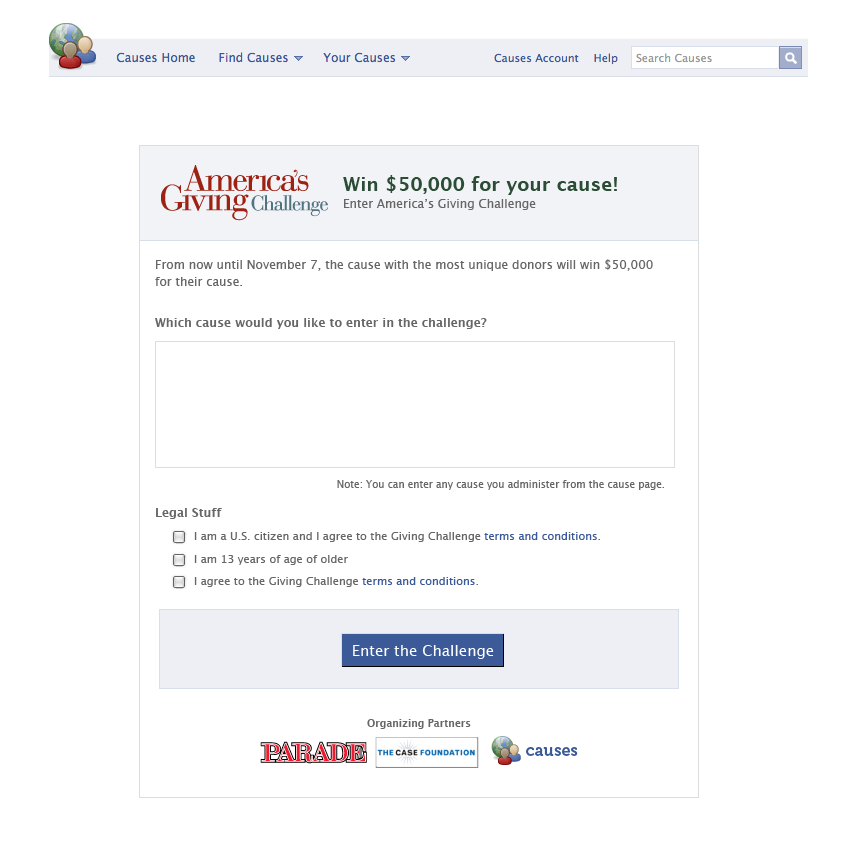 Causes Home Find Causes Your Causes Causes Account Help Search Causes
America's
Giving Challenge
Win $50,000 for your cause!
Enter America's Giving Challenge
From now until November 7, the cause with the most unique donors will win $50,000
for their cause.
Which cause would you like to enter in the challenge?
Note: You can enter any cause you administer from the cause page.
Legal Stuff
I am a U.S. citizen and I agree to the Giving Challenge terms and conditions.
I am 13 years of age of older
I agree to the Giving Challenge terms and conditions.
Enter the Challenge
Organizing Partners
PARADE THE CASE FOUNDATION causes